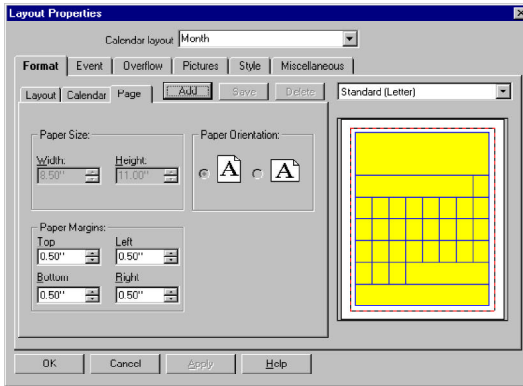 Layout Properties
Calendar layout Month
Format Event Overflow Pictures Style Miscellaneous
Layout Calendar Page Add Save Delete Standard (Letter)
Paper Size: Paper Orientation:
Width: Height:
8.50" 11.00" A A
Paper Margins:
Top Left
0.50" 0.50"
Bottom Right
0.50" 0.50"
OK Cancel Apply Help